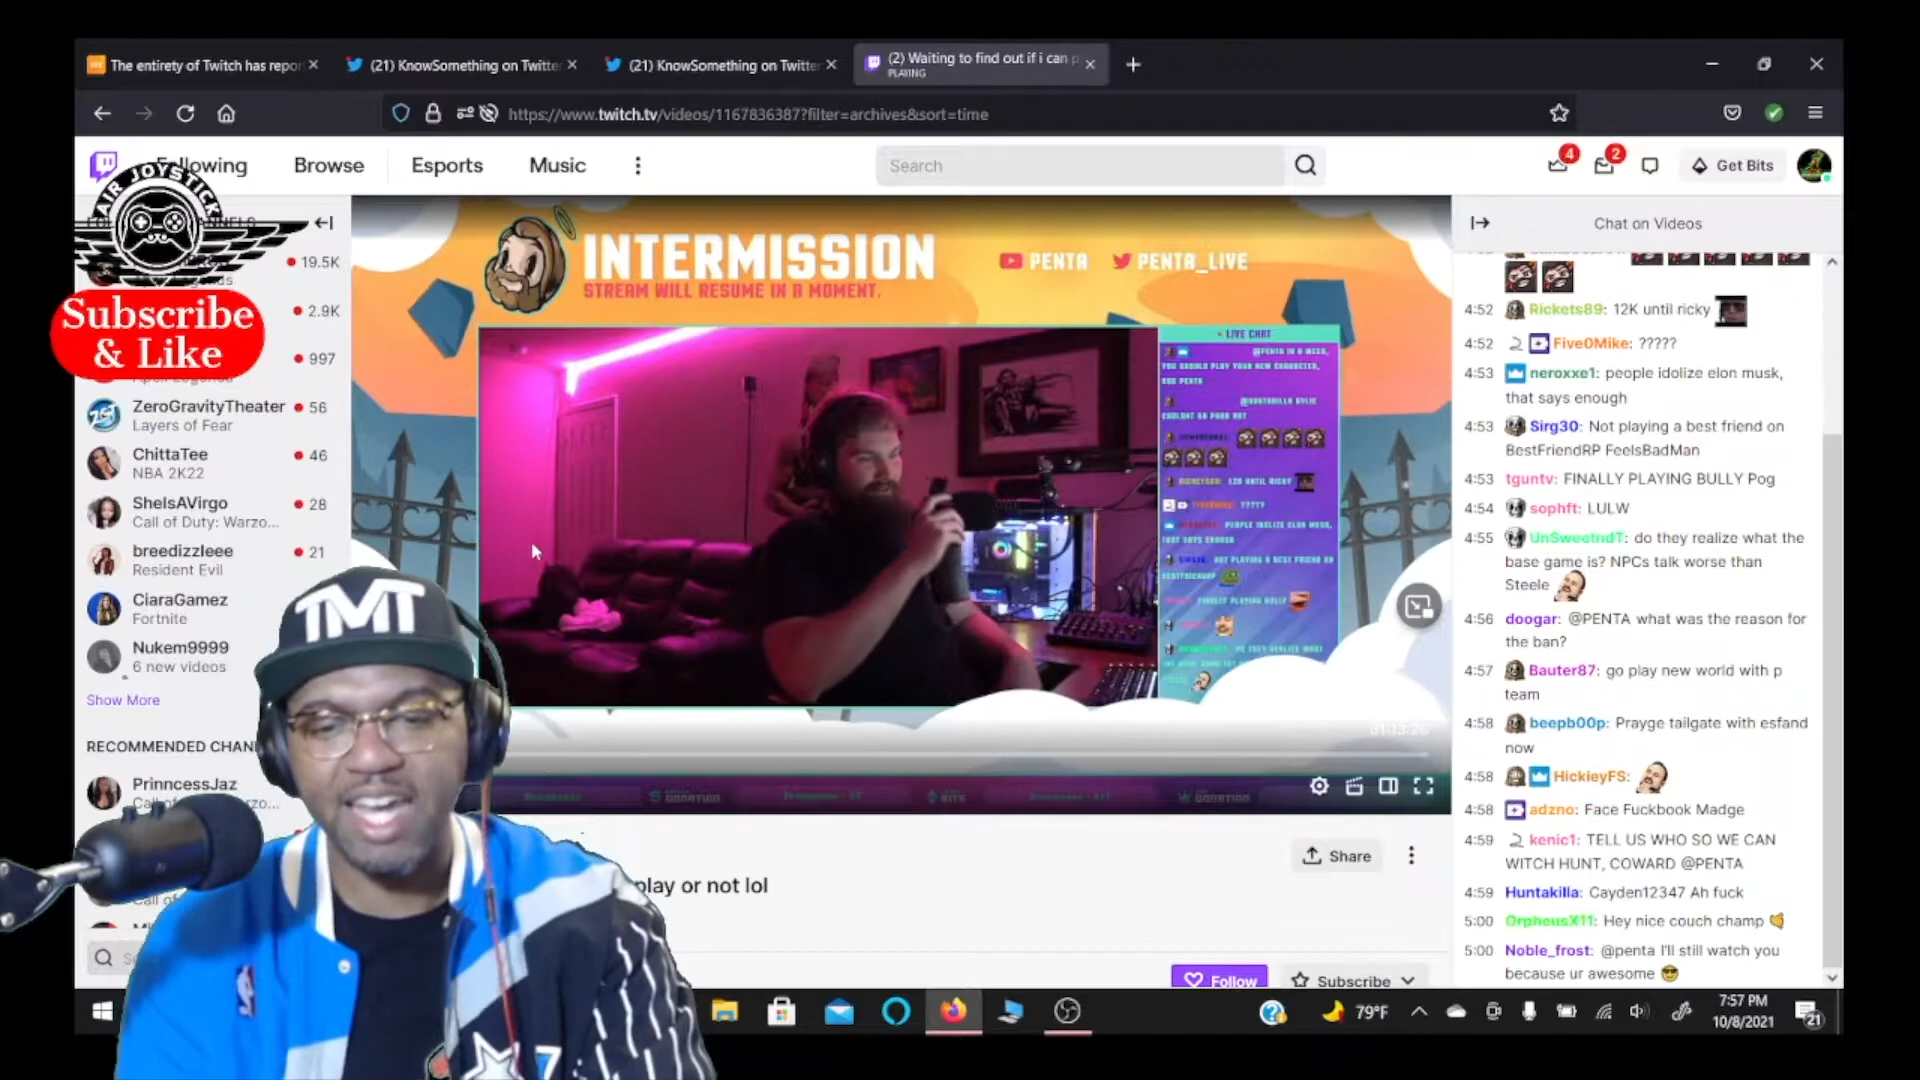 The entirety of Twitch has repor
(21) KnowSomething on Twitte
(21) KnowSomething on Twitte
(2) Waiting to find out if i can p
PLAYING
https://www.twitch.tv/videos/1167836387?filter=archives&sort=time
Following
Browse
Esports
Music
Search
4
2
Get Bits
AIR JOYSTICK
Subscribe
& Like
19.5K
2.9K
997
ZeroGravityTheater
56
Layers of Fear
ChittaTee
46
NBA 2K22
SheIsAVirgo
28
Call of Duty: Warzo...
breedizzleee
21
Resident Evil
CiaraGamez
Fortnite
Nukem9999
6 new videos
Show More
RECOMMENDED CHAN
PrinncessJaz
INTERMISSION
STREAM WILL RESUME IN A MOMENT.
PENTA
PENTA_LIVE
LIVE CHAT
play or not lol
Share
Follow
Subscribe
Chat on Videos
4:52 Rickets89: 12K until ricky
4:52 Five0Mike: ?????
4:53 neroxxe1: people idolize elon musk,
that says enough
4:53 Sirg30: Not playing a best friend on
BestFriendRP FeelsBadMan
4:53 tguntv: FINALLY PLAYING BULLY Pog
4:54 sophft: LULW
4:55 UnSweetndT: do they realize what the
base game is? NPCs talk worse than
Steele
4:56 doogar: @PENTA what was the reason for
the ban?
4:57 Bauter87: go play new world with p
team
4:58 beepb00p: Prayge tailgate with esfand
now
4:58 HickieyFS:
4:58 adzno: Face Fuckbook Madge
4:59 kenic1: TELL US WHO SO WE CAN
WITCH HUNT, COWARD @PENTA
4:59 Huntakilla: Cayden12347 Ah fuck
5:00 OrpheusX11: Hey nice couch champ
5:00 Noble_frost: @penta I'll still watch you
because ur awesome
TMT
79°F
7:57 PM
10/8/2021
21